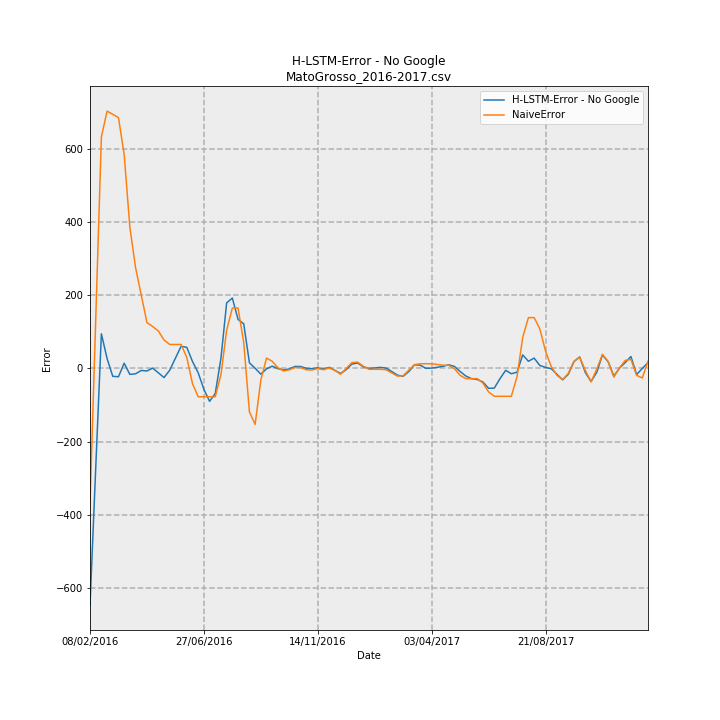 H-LSTM-Error - No Google
MatoGrosso_2016-2017.csv
H-LSTM-Error - No Google
NaiveError
Error
600
400
200
0
−200
−400
−600
08/02/2016
27/06/2016
14/11/2016
03/04/2017
21/08/2017
Date